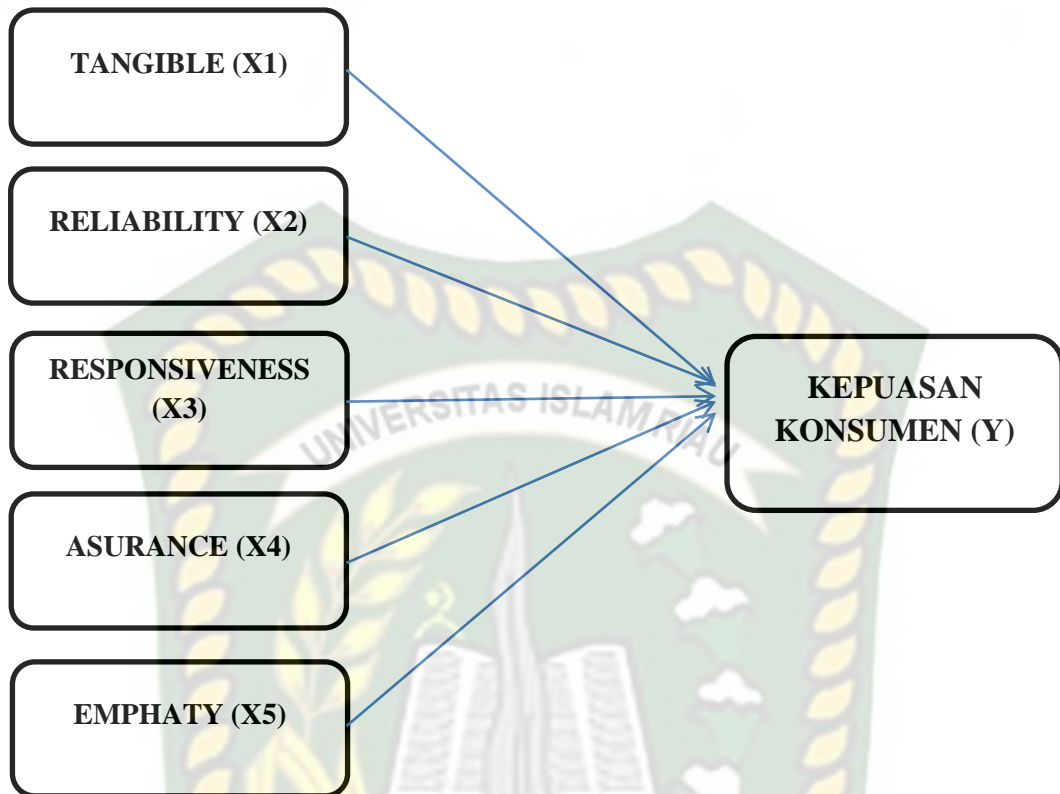 TANGIBLE (X1)
RELIABILITY (X2)
RESPONSIVENESS
(X3)
ASURANCE (X4)
EMPHATY (X5)
KEPUASAN
KONSUMEN (Y)
UNIVERSITAS ISLAM RIAU